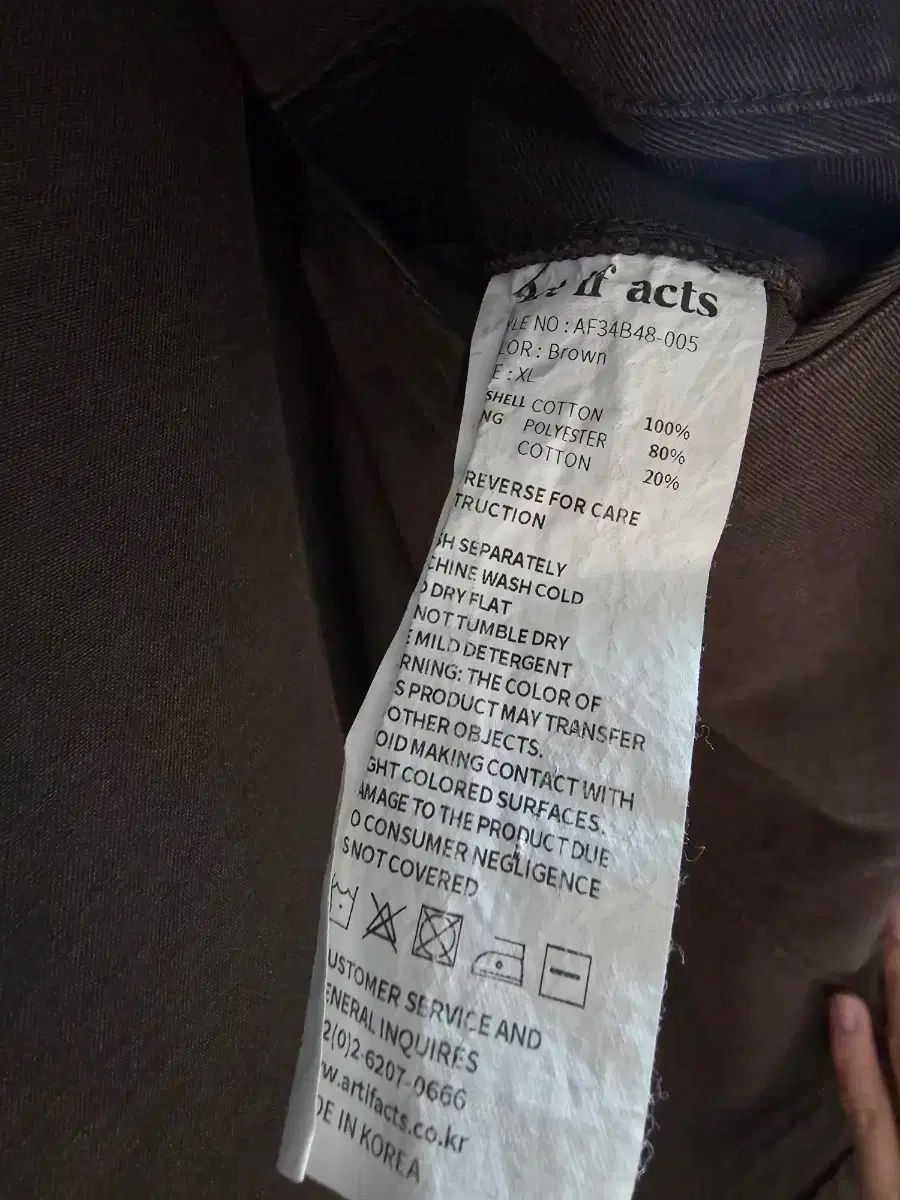 acts
LE NO : AF34B48-005
LOR : Brown
E : XL
SHELL COTTON 100%
NG POLYESTER 80%
COTTON 20%
REVERSE FOR CARE
TRUCTION
SH SEPARATELY
CHINE WASH COLD
DRY FLAT
NOT TUMBLE DRY
E MILD DETERGENT
RNING: THE COLOR OF
S PRODUCT MAY TRANSFER
OTHER OBJECTS.
OID MAKING CONTACT WITH
GHT COLORED SURFACES.
AMAGE TO THE PRODUCT DUE
O CONSUMER NEGLIGENCE
S NOT COVERED
USTOMER SERVICE AND
ENERAL INQUIRES
2(0)2-6207-0666
w.artifacts.co.kr
DE IN KOREA